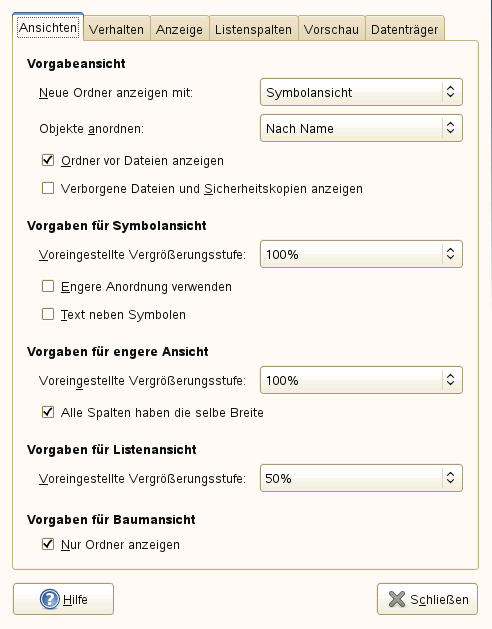 Ansichten Verhalten Anzeige Listenspalten Vorschau Datenträger
Vorgabeansicht
Neue Ordner anzeigen mit: Symbolansicht
Objekte anordnen: Nach Name
Ordner vor Dateien anzeigen
Verborgene Dateien und Sicherheitskopien anzeigen
Vorgaben für Symbolansicht
Voreingestellte Vergrößerungsstufe: 100%
Engere Anordnung verwenden
Text neben Symbolen
Vorgaben für engere Ansicht
Voreingestellte Vergrößerungsstufe: 100%
Alle Spalten haben die selbe Breite
Vorgaben für Listenansicht
Voreingestellte Vergrößerungsstufe: 50%
Vorgaben für Baumansicht
Nur Ordner anzeigen
Hilfe Schließen